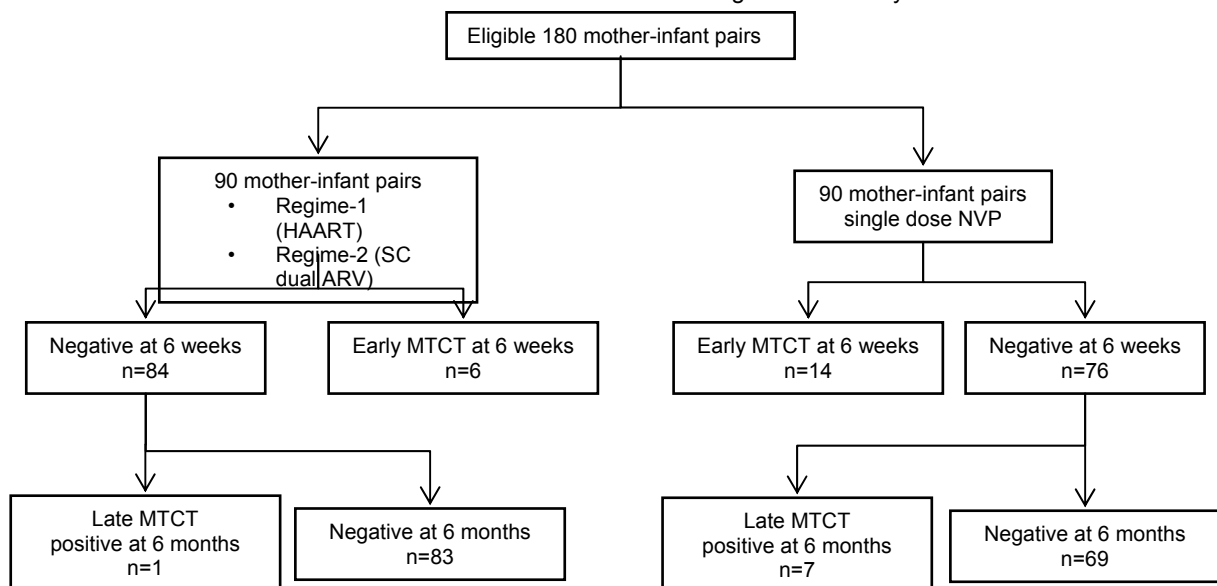 Eligible 180 mother-infant pairs
90 mother-infant pairs
• Regime-1
(HAART)
• Regime-2 (SC
dual ARV)
90 mother-infant pairs
single dose NVP
Negative at 6 weeks
n=84
Early MTCT at 6 weeks
n=6
Early MTCT at 6 weeks
n=14
Negative at 6 weeks
n=76
Late MTCT
positive at 6 months
n=1
Negative at 6 months
n=83
Late MTCT
positive at 6 months
n=7
Negative at 6 months
n=69